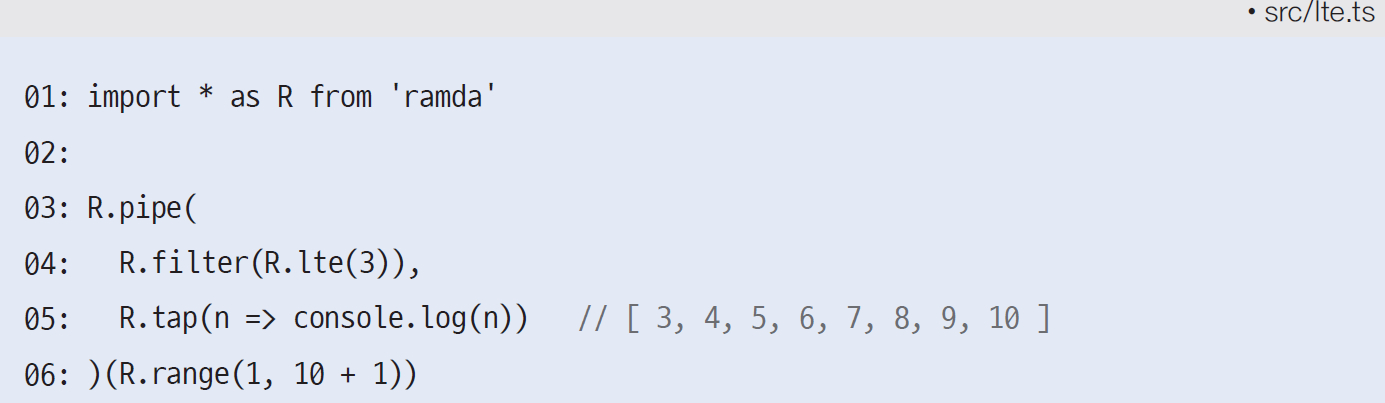 • src/lte.ts
01: import * as R from 'ramda'
02:
03: R.pipe(
04:   R.filter(R.lte(3)),
05:   R.tap(n => console.log(n))   // [ 3, 4, 5, 6, 7, 8, 9, 10 ]
06: )(R.range(1, 10 + 1))